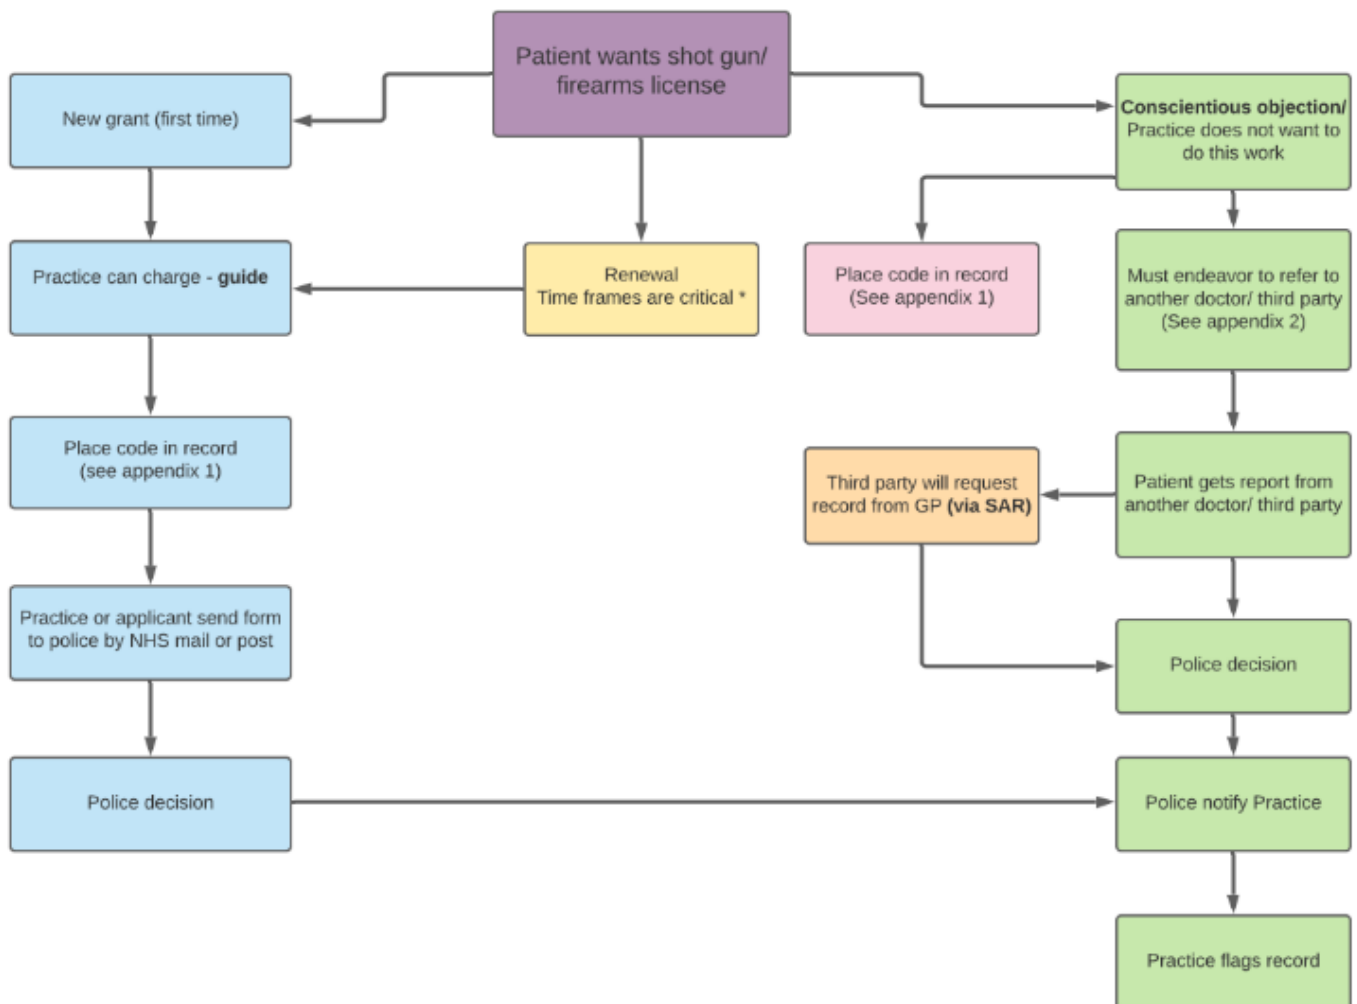 Patient wants shot gun/
firearms license
New grant (first time)
Conscientious objection/
Practice does not want to
do this work
Practice can charge - guide
Renewal
Time frames are critical *
Place code in record
(See appendix 1)
Must endeavor to refer to
another doctor/ third party
(See appendix 2)
Place code in record
(see appendix 1)
Third party will request
record from GP (via SAR)
Patient gets report from
another doctor/ third party
Practice or applicant send form
to police by NHS mail or post
Police decision
Police decision
Police notify Practice
Practice flags record